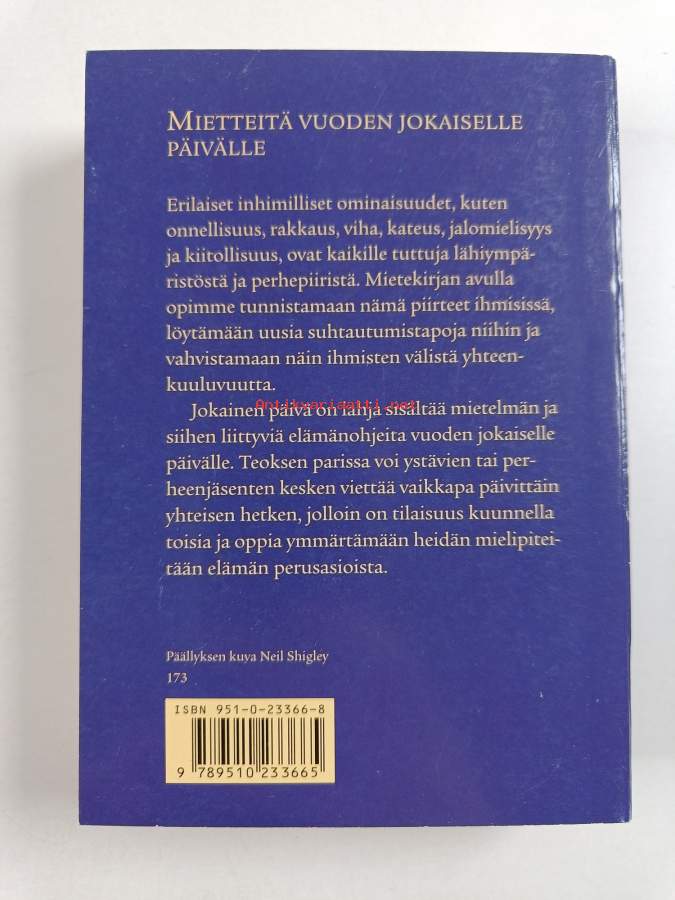 MIETTEITÄ VUODEN JOKAISELLE
PÄIVÄLLE
Erilaiset inhimilliset ominaisuudet, kuten
onnellisuus, rakkaus, viha, kateus, jalomielisyys
ja kiitollisuus, ovat kaikille tuttuja lähiympä-
ristöstä ja perhepiiristä. Mietekirjan avulla
opimme tunnistamaan nämä piirteet ihmisissä,
löytämään uusia suhtautumistapoja niihin ja
vahvistamaan näin ihmisten välistä yhteen-
kuuluvuutta.
Antikvariaatti.net
Jokainen päivä on lahja sisältää mietelmän ja
siihen liittyviä elämänohjeita vuoden jokaiselle
päivälle. Teoksen parissa voi ystävien tai per-
heenjäsenten kesken viettää vaikkapa päivittäin
yhteisen hetken, jolloin on tilaisuus kuunnella
toisia ja oppia ymmärtämään heidän mielipitei-
tään elämän perusasioista.
Päällyksen kuva Neil Shigley
173
ISBN 951-0-23366-8
9 789510 233665